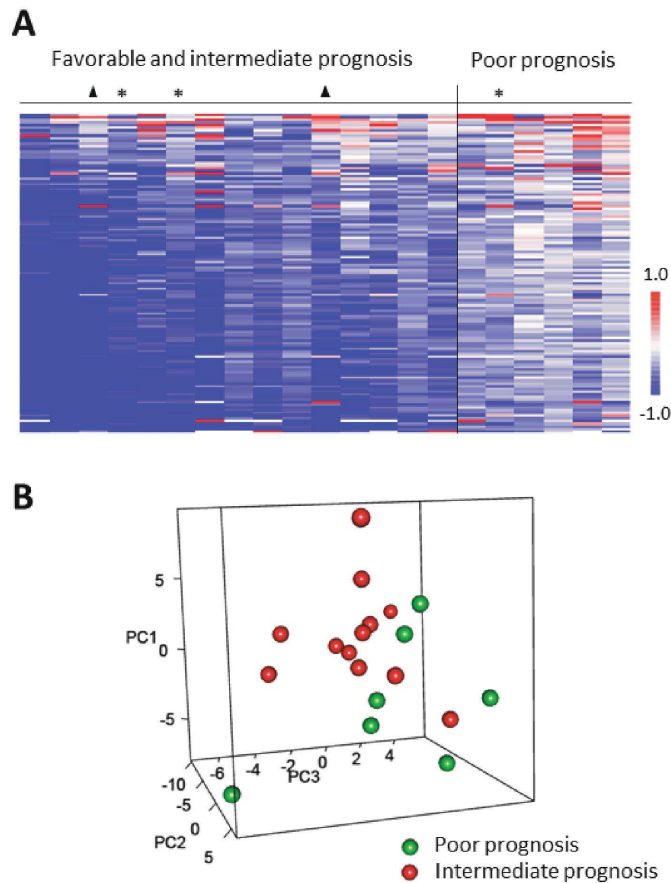 A
Favorable and intermediate prognosis Poor prognosis
▲ * * ▲ *
1.0
-1.0
B
5
PC1 0
-5
-10 -6 -4 -2 0 2 4
-5 PC3
0
PC2 5
Poor prognosis
Intermediate prognosis